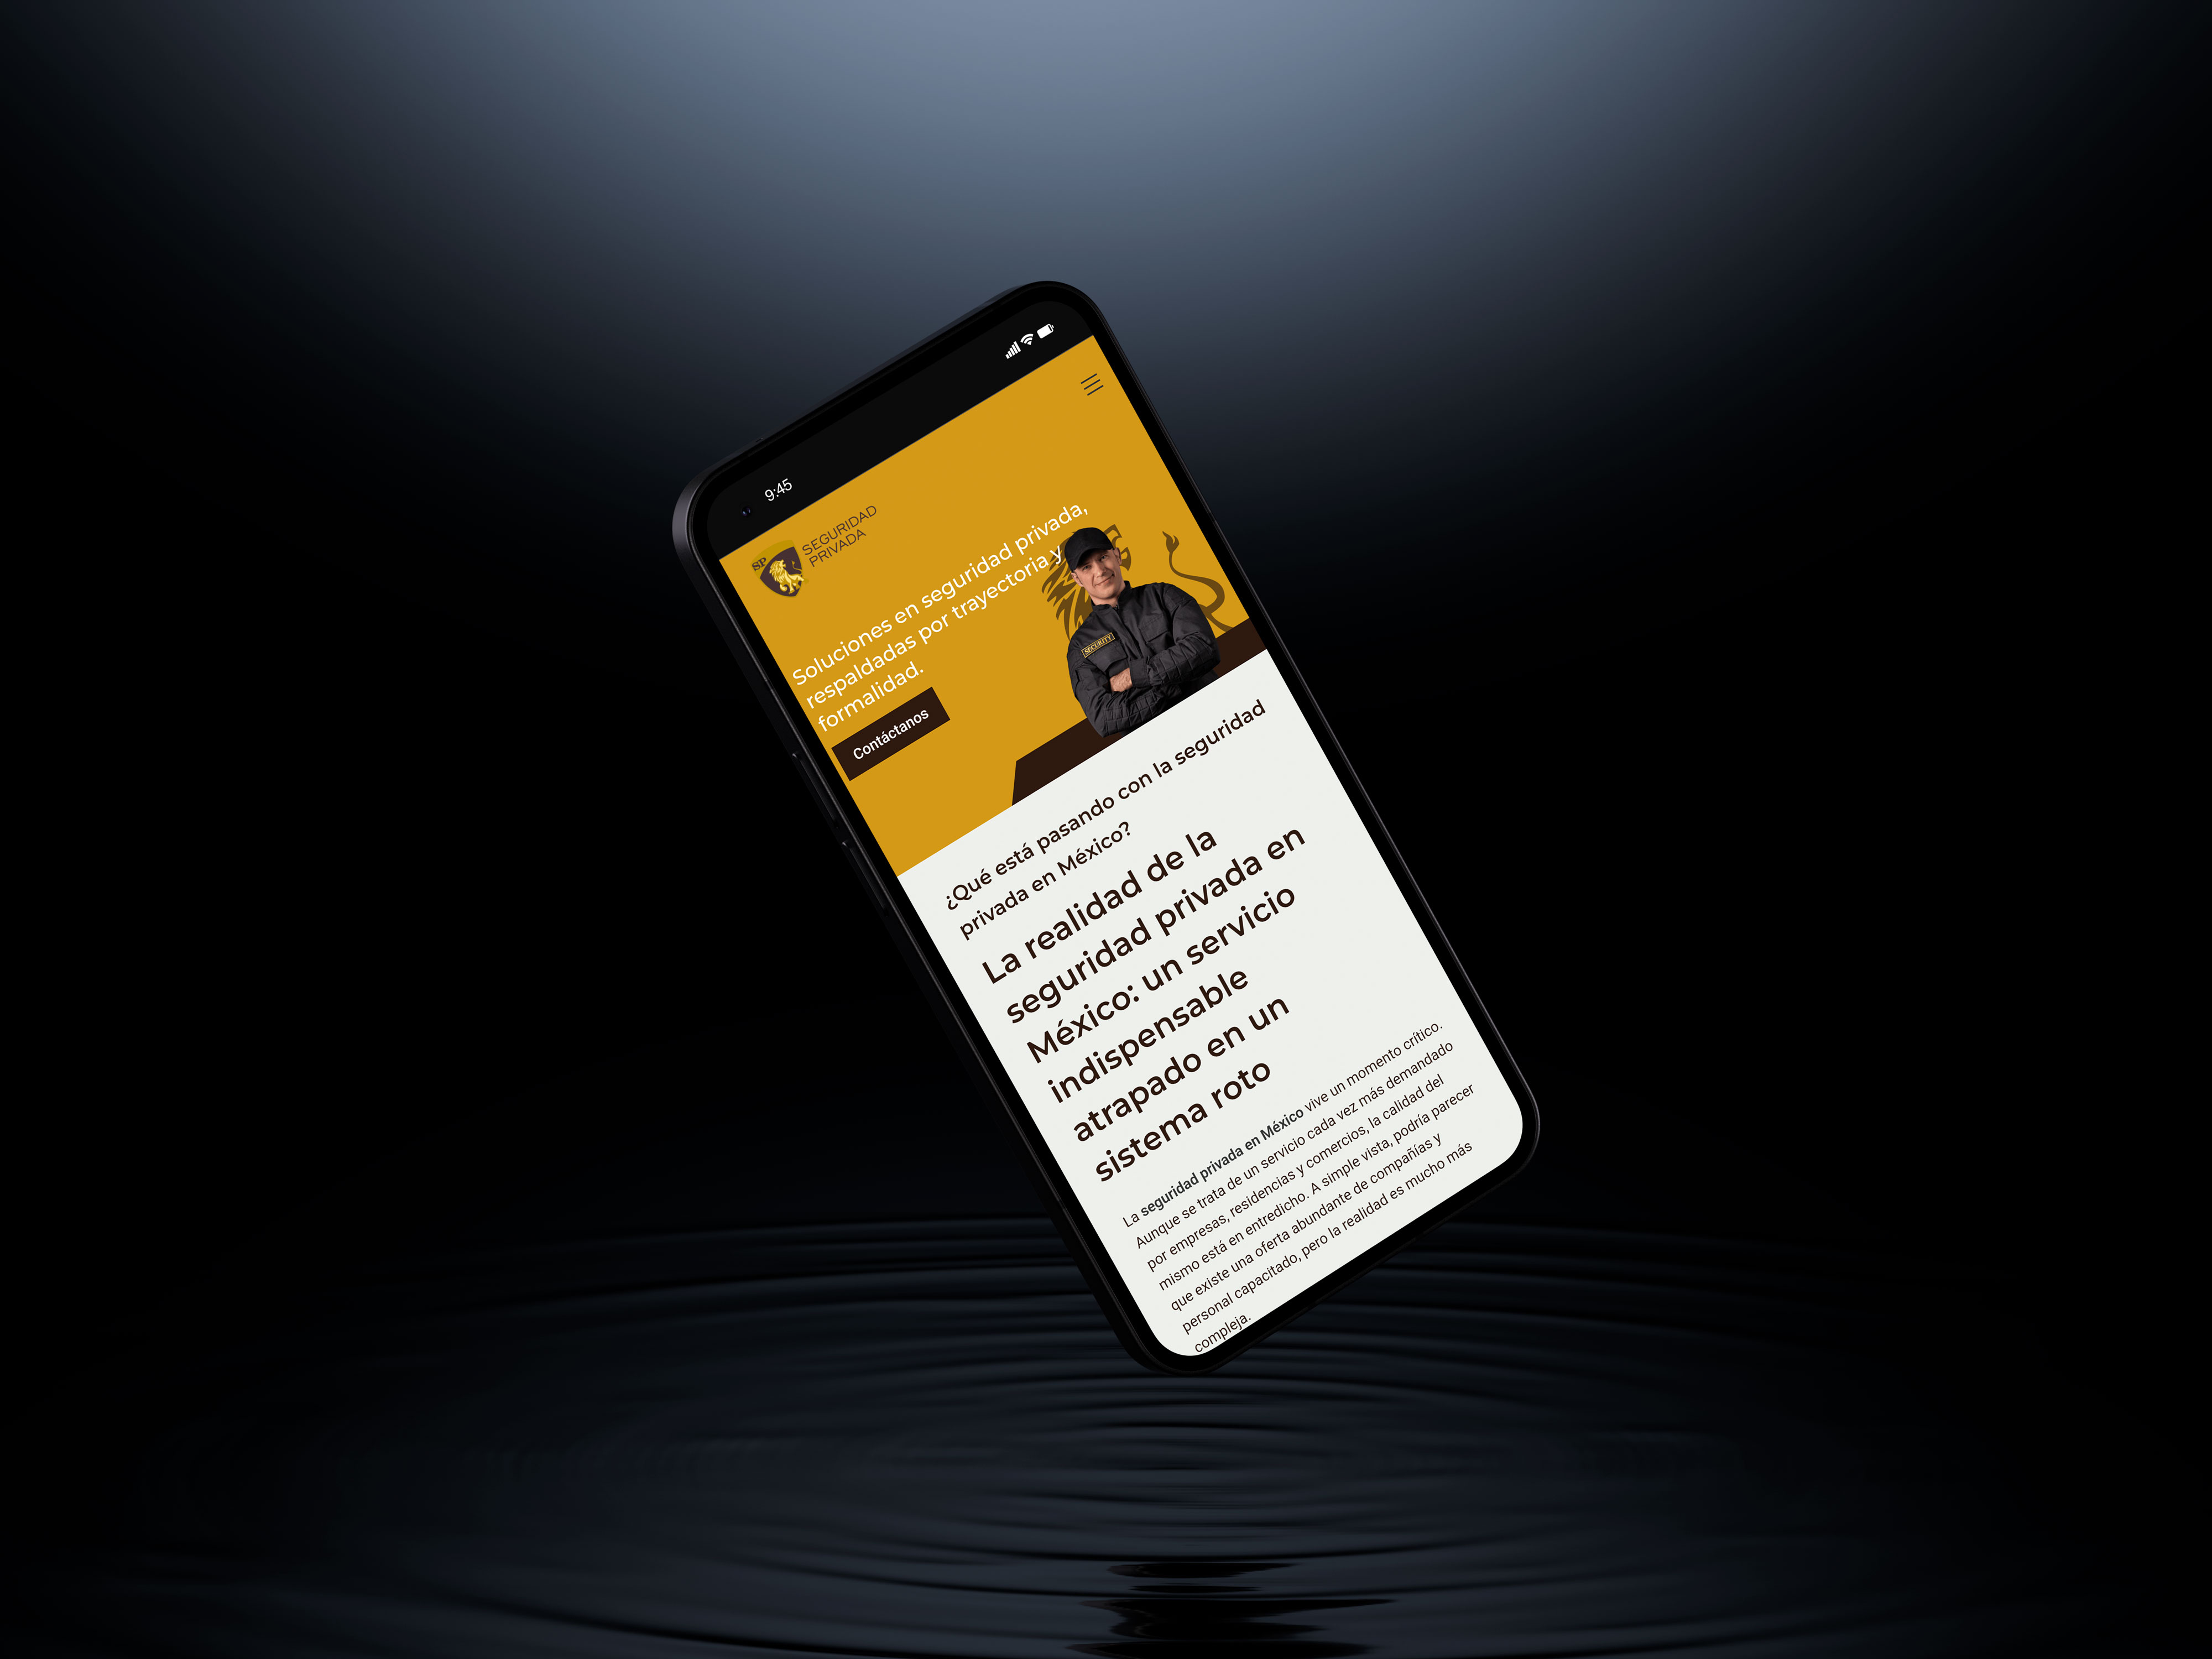 9:45
SP
SEGURIDAD
PRIVADA
Soluciones en seguridad privada,
respaldadas por trayectoria y
formalidad.
Contáctanos
SECURITY
¿Qué está pasando con la seguridad
privada en México?
La realidad de la
seguridad privada en
México: un servicio
indispensable
atrapado en un
sistema roto
La seguridad privada en México vive un momento crítico.
Aunque se trata de un servicio cada vez más demandado
por empresas, residencias y comercios, la calidad del
mismo está en entredicho. A simple vista, podría parecer
que existe una oferta abundante de compañías y
personal capacitado, pero la realidad es mucho más
compleja.